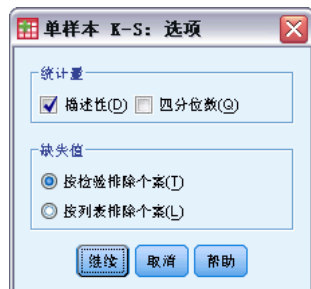 单样本 K-S: 选项
统计量
描述性(D) 四分位数(Q)
缺失值
按检验排除个案(T)
按列表排除个案(L)
继续 取消 帮助